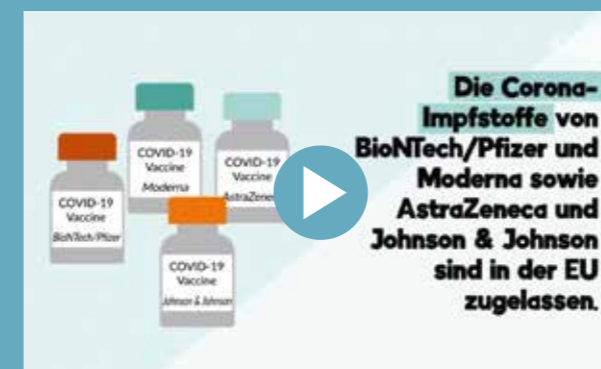 COVID-19
Vaccine
Moderna
COVID-19
Vaccine
AstraZenec
COVID-19
Vaccine
BioNTech/Pfizer
COVID-19
Vaccine
Johnson & Johnson
Die Corona-
Impfstoffe von
BioNTech/Pfizer und
Moderna sowie
AstraZeneca und
Johnson & Johnson
sind in der EU
zugelassen.